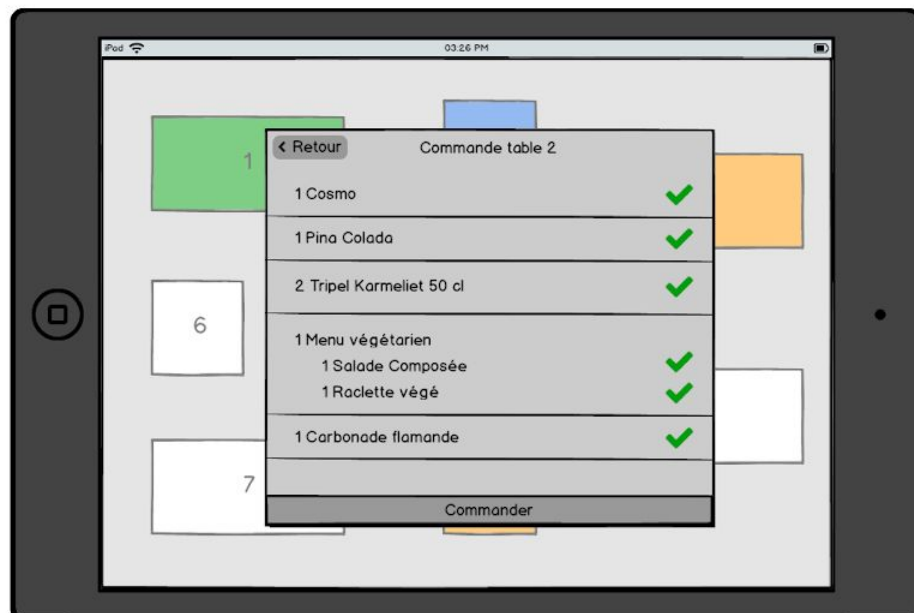 iPod 03:26 PM
1
< Retour Commande table 2
1 Cosmo
1 Pina Colada
2 Tripel Karmeliet 50 cl
6
1 Menu végétarien
1 Salade Composée
1 Raclette végé
1 Carbonade flamande
7
Commander